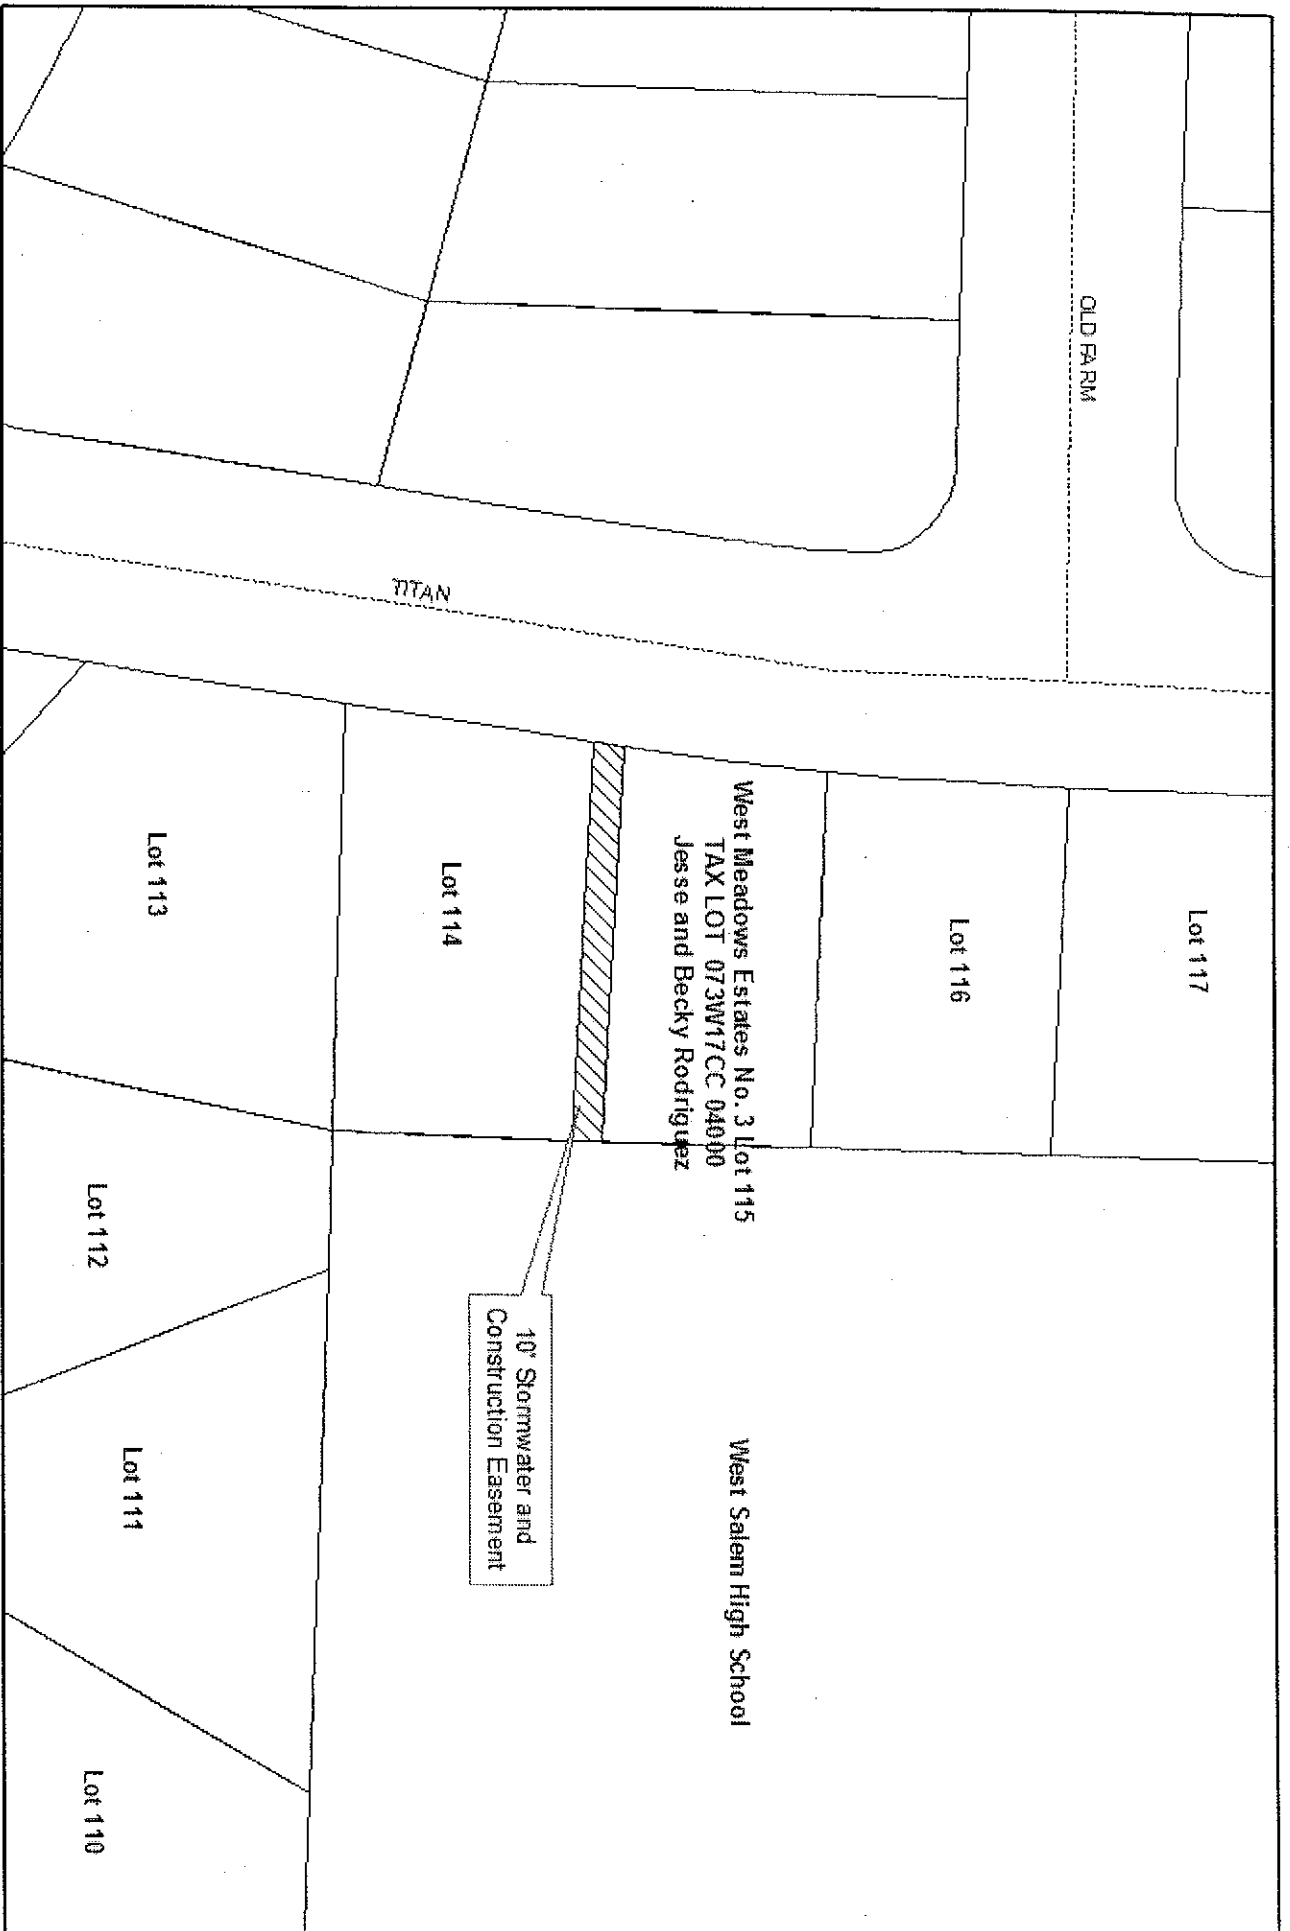 OLD FARM
TITAN
Lot 117
Lot 116
West Meadows Estates No. 3 Lot 115
TAX LOT 073W17CC 04000
Jesse and Becky Rodriguez
Lot 114
Lot 113
West Salem High School
10' Stormwater and
Construction Easement
Lot 112
Lot 111
Lot 110